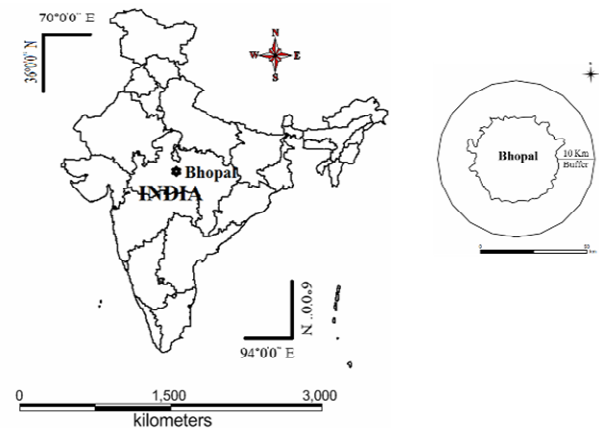 70°0'0" E
36°0'0" N
N
W E
S
Bhopal
INDIA
6°0'0" N
94°0'0" E
0 1,500 3,000
kilometers
Bhopal
10 Km
Buffer
0